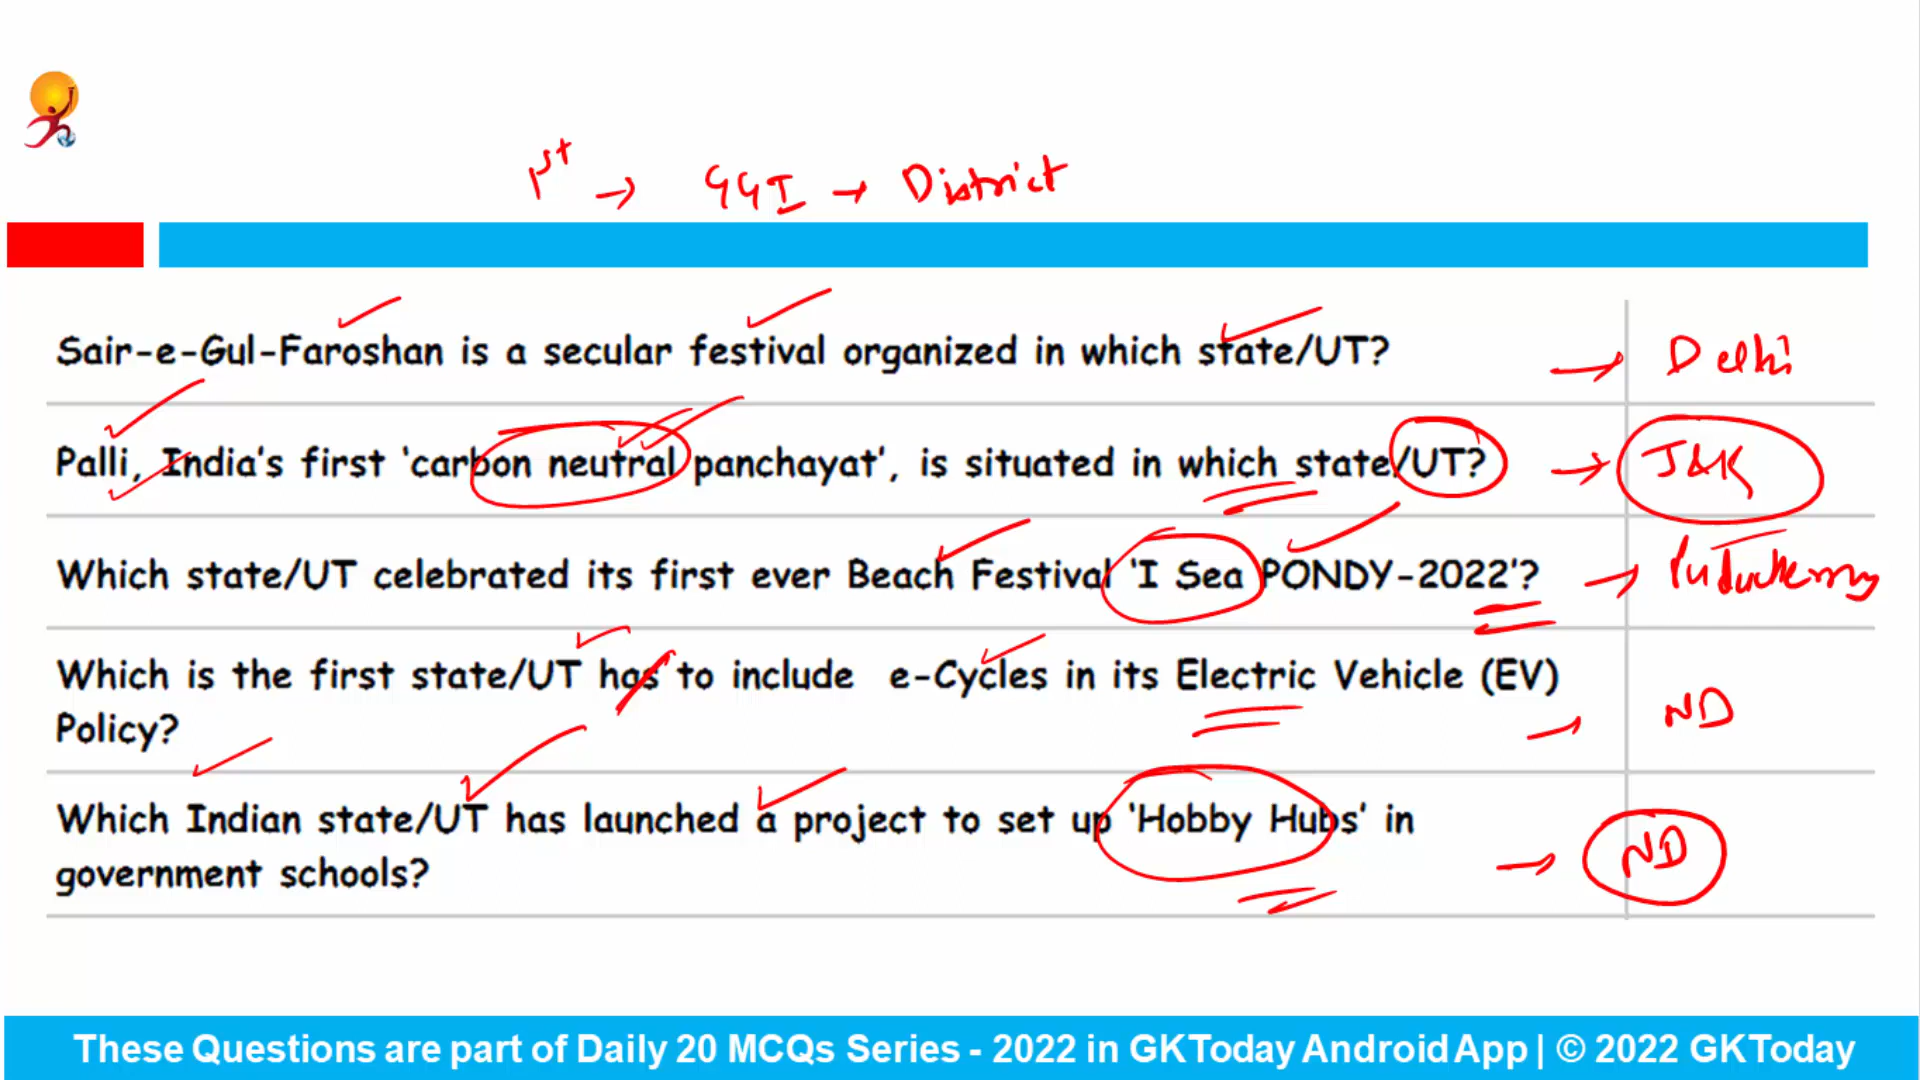 1st → GGI → District
Sair-e-Gul-Faroshan is a secular festival organized in which state/UT? → Delhi
Palli, India's first 'carbon neutral panchayat', is situated in which state/UT? → J&K
Which state/UT celebrated its first ever Beach Festival 'I Sea PONDY-2022'? → Puducherry
Which is the first state/UT has to include e-Cycles in its Electric Vehicle (EV)
Policy? → ND
Which Indian state/UT has launched a project to set up 'Hobby Hubs' in
government schools? → ND
These Questions are part of Daily 20 MCQs Series - 2022 in GKToday Android App | © 2022 GKToday